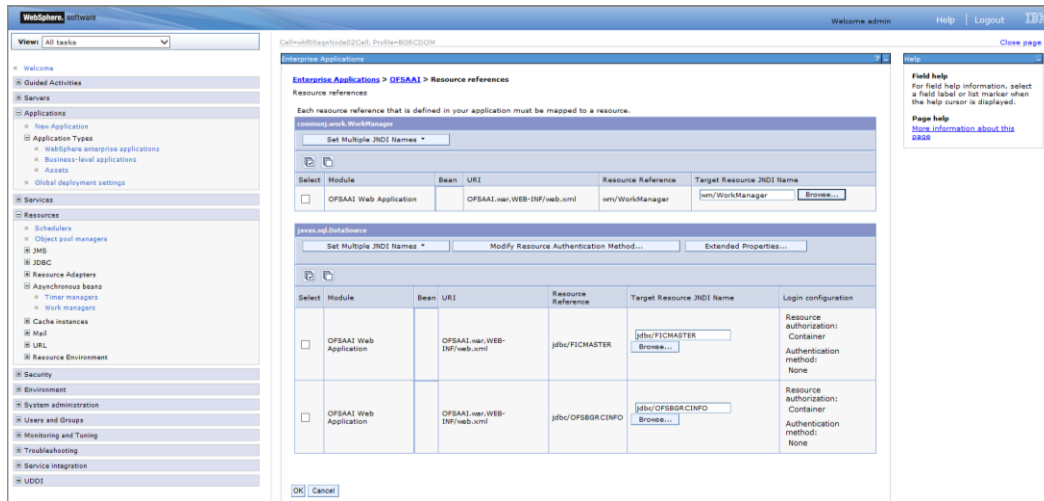 WebSphere. software
Welcome admin
Help | Logout
IBM
View: All tasks
Cell=whf00aqnNode02Cell, Profile=BGRCDOM
Close page
Welcome
Guided Activities
Servers
Applications
New Application
Application Types
WebSphere enterprise applications
Business-level applications
Assets
Global deployment settings
Services
Resources
Schedulers
Object pool managers
JMS
JDBC
Resource Adapters
Asynchronous beans
Timer managers
Work managers
Cache instances
Mail
URL
Resource Environment
Security
Environment
System administration
Users and Groups
Monitoring and Tuning
Troubleshooting
Service integration
UDDI
Enterprise Applications
Enterprise Applications > OFSAAI > Resource references
Resource references
Each resource reference that is defined in your application must be mapped to a resource.
commonj.work.WorkManager
Set Multiple JNDI Names
Select Module Bean URI Resource Reference Target Resource JNDI Name
OFSAAI Web Application OFSAAI.war,WEB-INF/web.xml wm/WorkManager wm/WorkManager Browse...
javax.sql.DataSource
Set Multiple JNDI Names Modify Resource Authentication Method... Extended Properties...
Select Module Bean URI Resource Reference Target Resource JNDI Name Login configuration
OFSAAI Web Application
OFSAAI.war,WEB-INF/web.xml
jdbc/FICMASTER
jdbc/FICMASTER
Browse...
Resource authorization:
Container
Authentication method:
None
OFSAAI Web Application
OFSAAI.war,WEB-INF/web.xml
jdbc/OFSBGRCINFO
jdbc/OFSBGRCINFO
Browse...
Resource authorization:
Container
Authentication method:
None
OK Cancel
Help
Field help
For field help information, select
a field label or list marker when
the help cursor is displayed.
Page help
More information about this
page